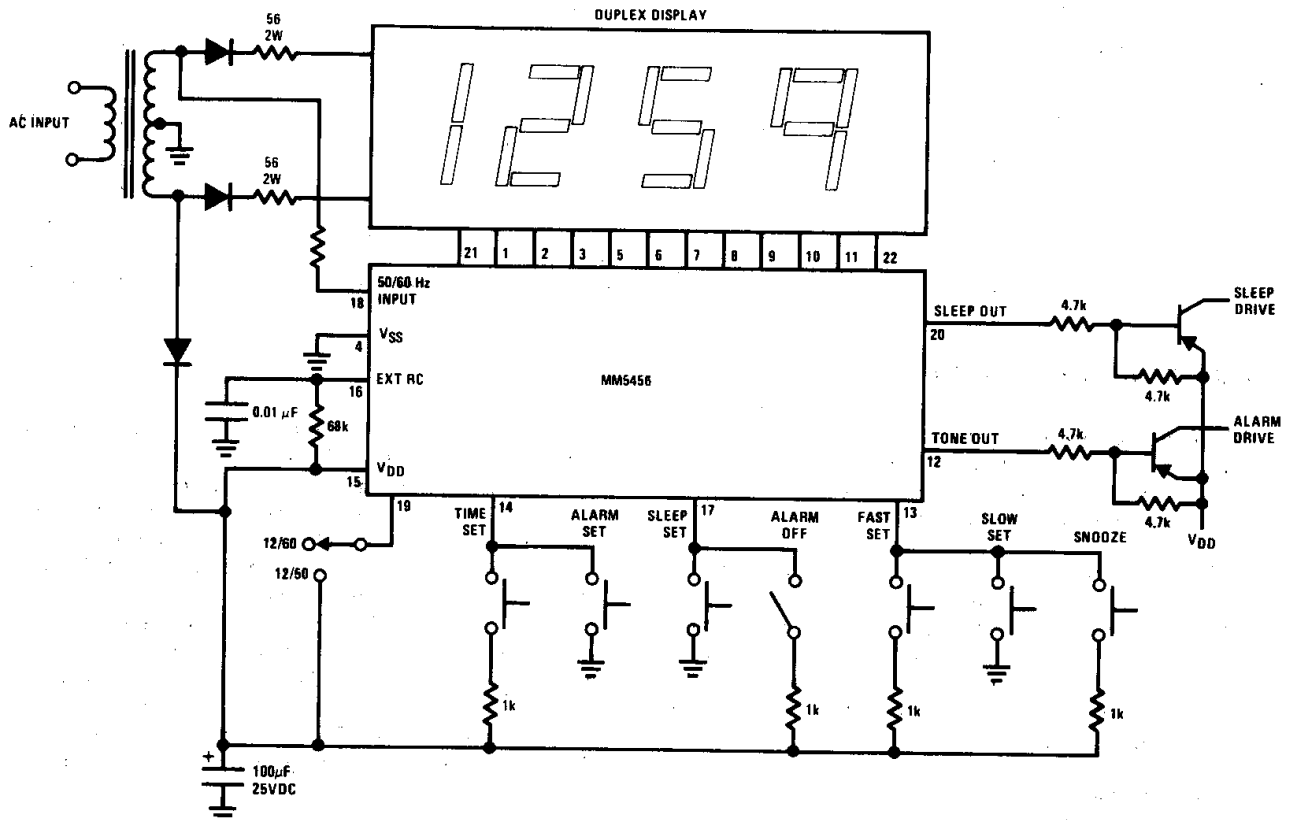 DUPLEX DISPLAY
56
2W
AC INPUT
1259
56
2W
21 1 2 3 5 6 7 8 9 10 11 22
50/60 Hz
INPUT
18
VSS
4
EXT RC
16
0.01 μF
68k
VDD
15
MM5456
SLEEP OUT
20
4.7k
SLEEP
DRIVE
4.7k
TONE OUT
12
4.7k
ALARM
DRIVE
4.7k
VDD
19
12/60
12/50
TIME
SET
14
ALARM
SET
SLEEP
SET
17
ALARM
OFF
FAST
SET
13
SLOW
SET
SNOOZE
1k
1k
1k
1k
+
100μF
25VDC